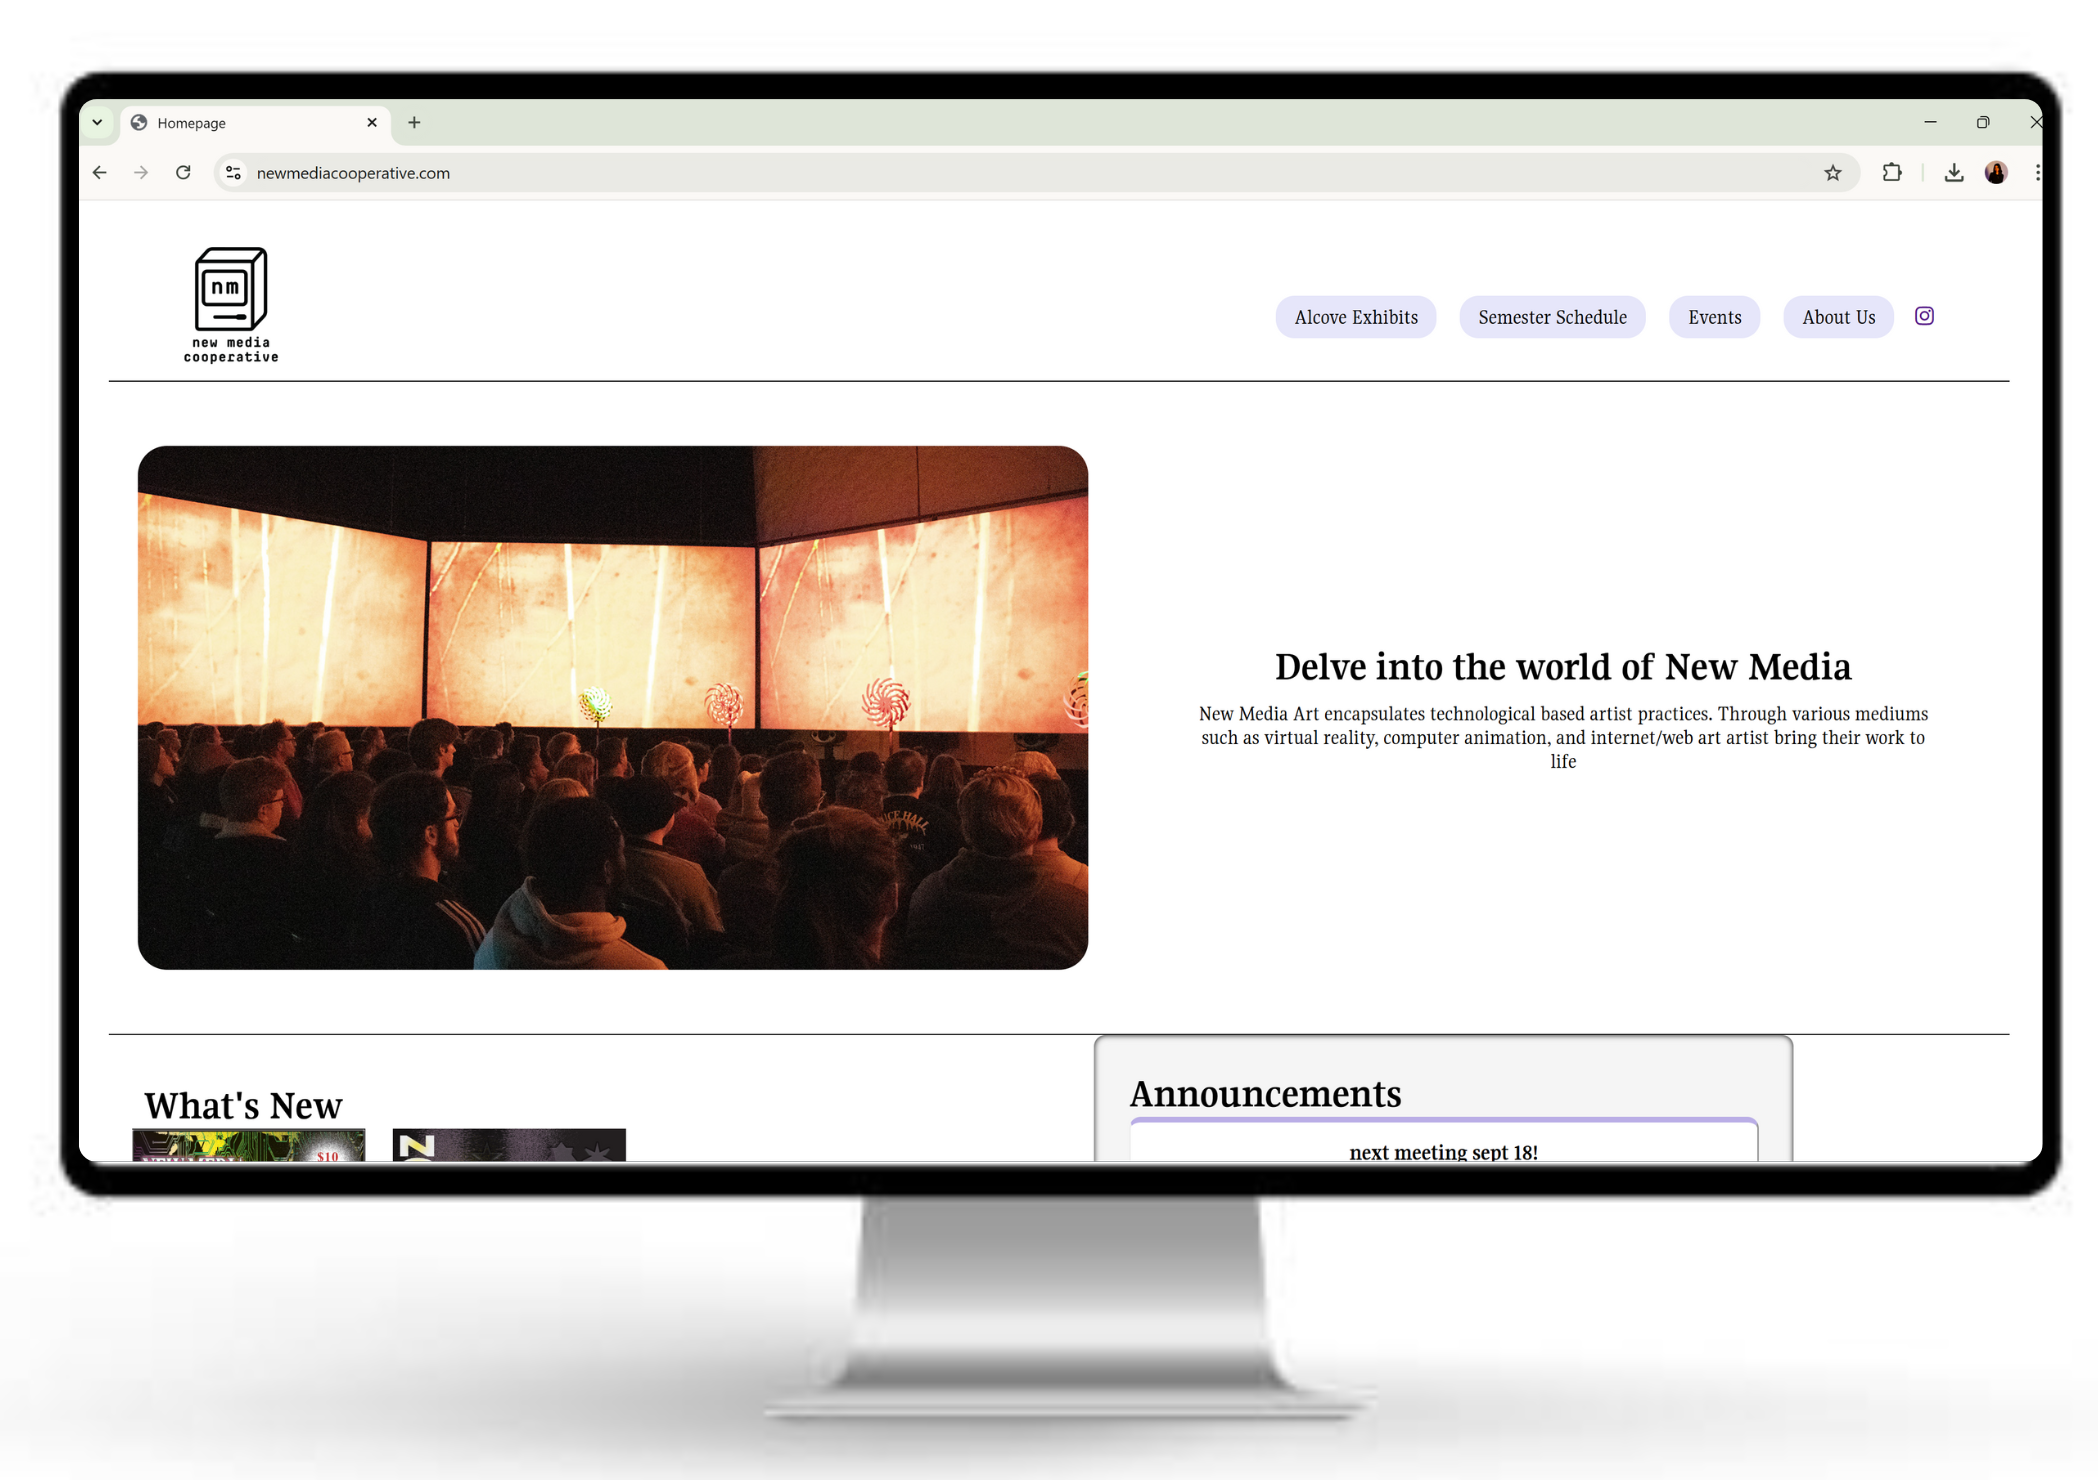 Homepage
newmediacooperative.com
nm
new media
cooperative
Alcove Exhibits
Semester Schedule
Events
About Us
Delve into the world of New Media
New Media Art encapsulates technological based artist practices. Through various mediums
such as virtual reality, computer animation, and internet/web art artist bring their work to
life
HALL
1947
What's New
Announcements
$10
next meeting sept 18!